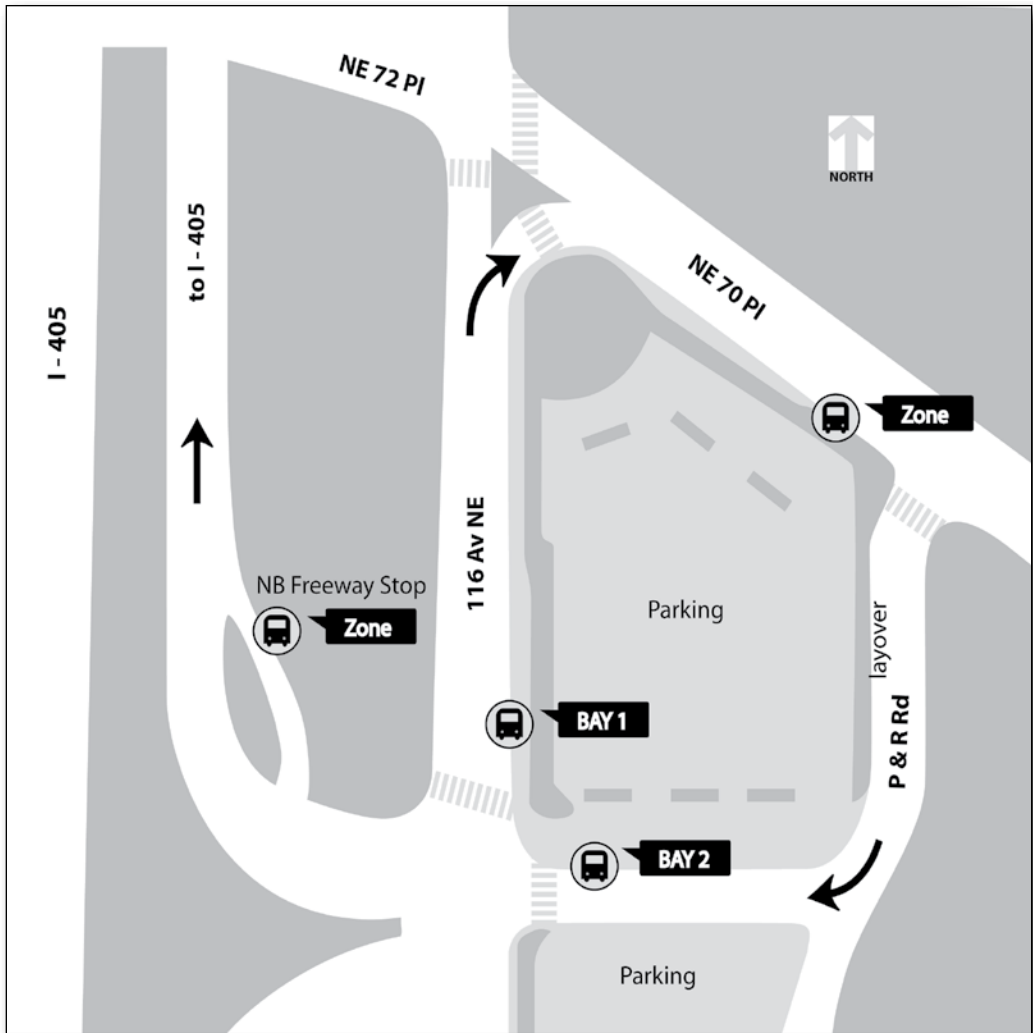 NE 72 Pl
NORTH
to I - 405
NE 70 Pl
I - 405
Zone
116 Av NE
NB Freeway Stop
Zone
Parking
layover
BAY 1
P & R Rd
BAY 2
Parking